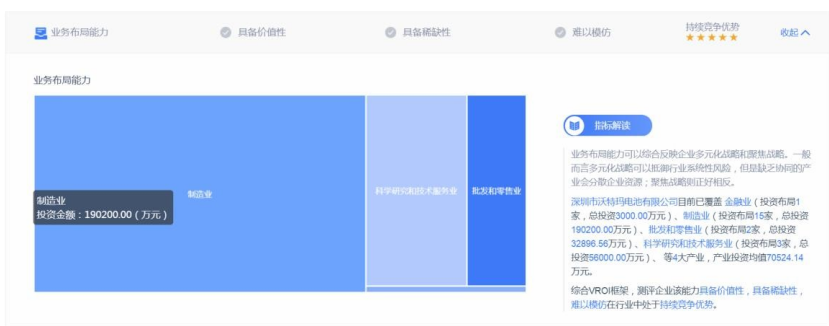 业务布局能力
具备价值性
具备稀缺性
难以模仿
持续竞争优势
收起
业务布局能力
制造业
科学研究和技术服务业
批发和零售业
制造业
投资金额：190200.00（万元）
指标解读
业务布局能力可以综合反映企业多元化战略和聚焦战略。一般
而言多元化战略可以抵御行业系统性风险，但是缺乏协同的产
业会分散企业资源；聚焦战略则正好相反。
深圳市沃特玛电池有限公司目前已覆盖 金融业（投资布局1
家，总投资3000.00万元）、制造业（投资布局15家，总投资
190200.00万元）、批发和零售业（投资布局2家，总投资
32896.56万元）、科学研究和技术服务业（投资布局3家，总
投资56000.00万元）、 等4大产业，产业投资均值70524.14
万元。
综合VROI框架，测评企业该能力具备价值性，具备稀缺性，
难以模仿在行业中处于持续竞争优势。